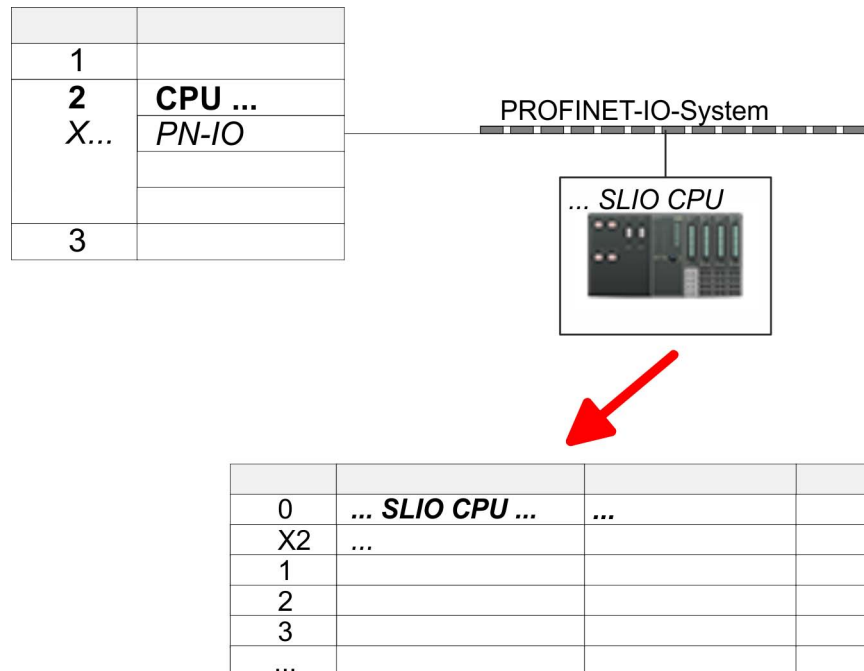 1
2 CPU ...
X... PN-IO
3
PROFINET-IO-System
... SLIO CPU
0 ... SLIO CPU ... ...
X2 ...
1
2
3
...